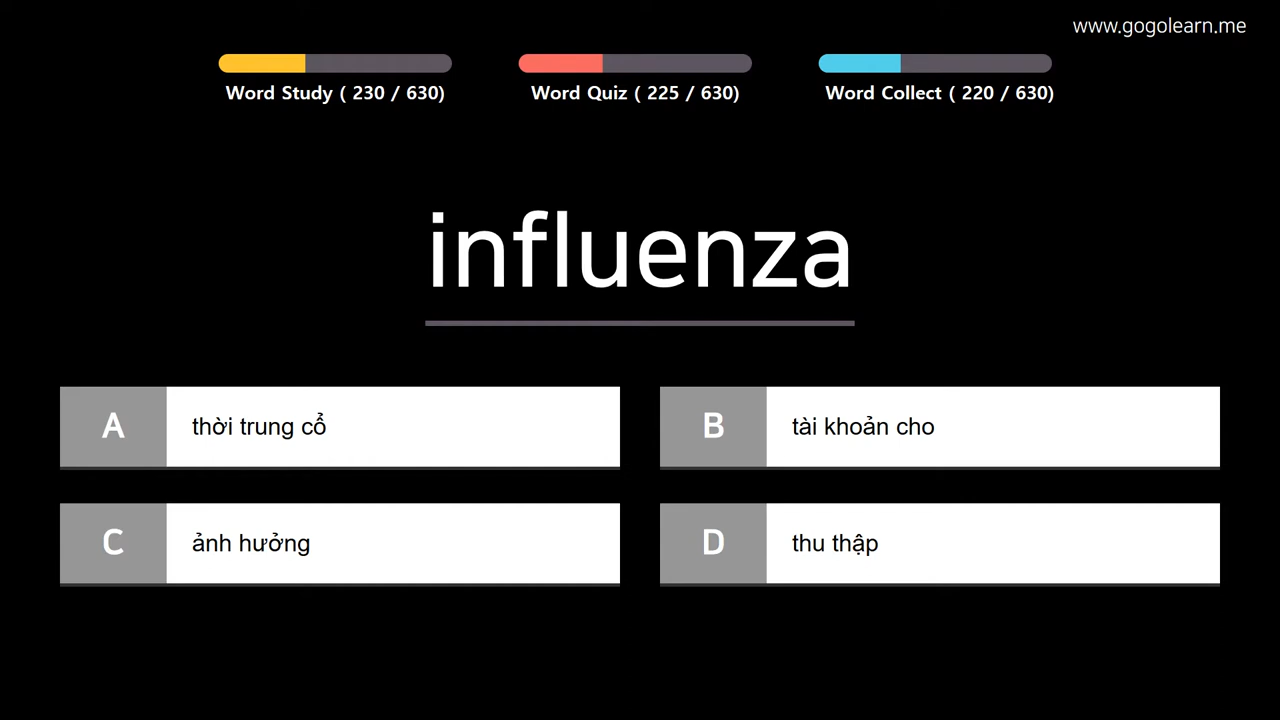 www.gogolearn.me
Word Study ( 230 / 630)
Word Quiz ( 225 / 630)
Word Collect ( 220 / 630)
influenza
A thời trung cổ
B tài khoản cho
C ảnh hưởng
D thu thập